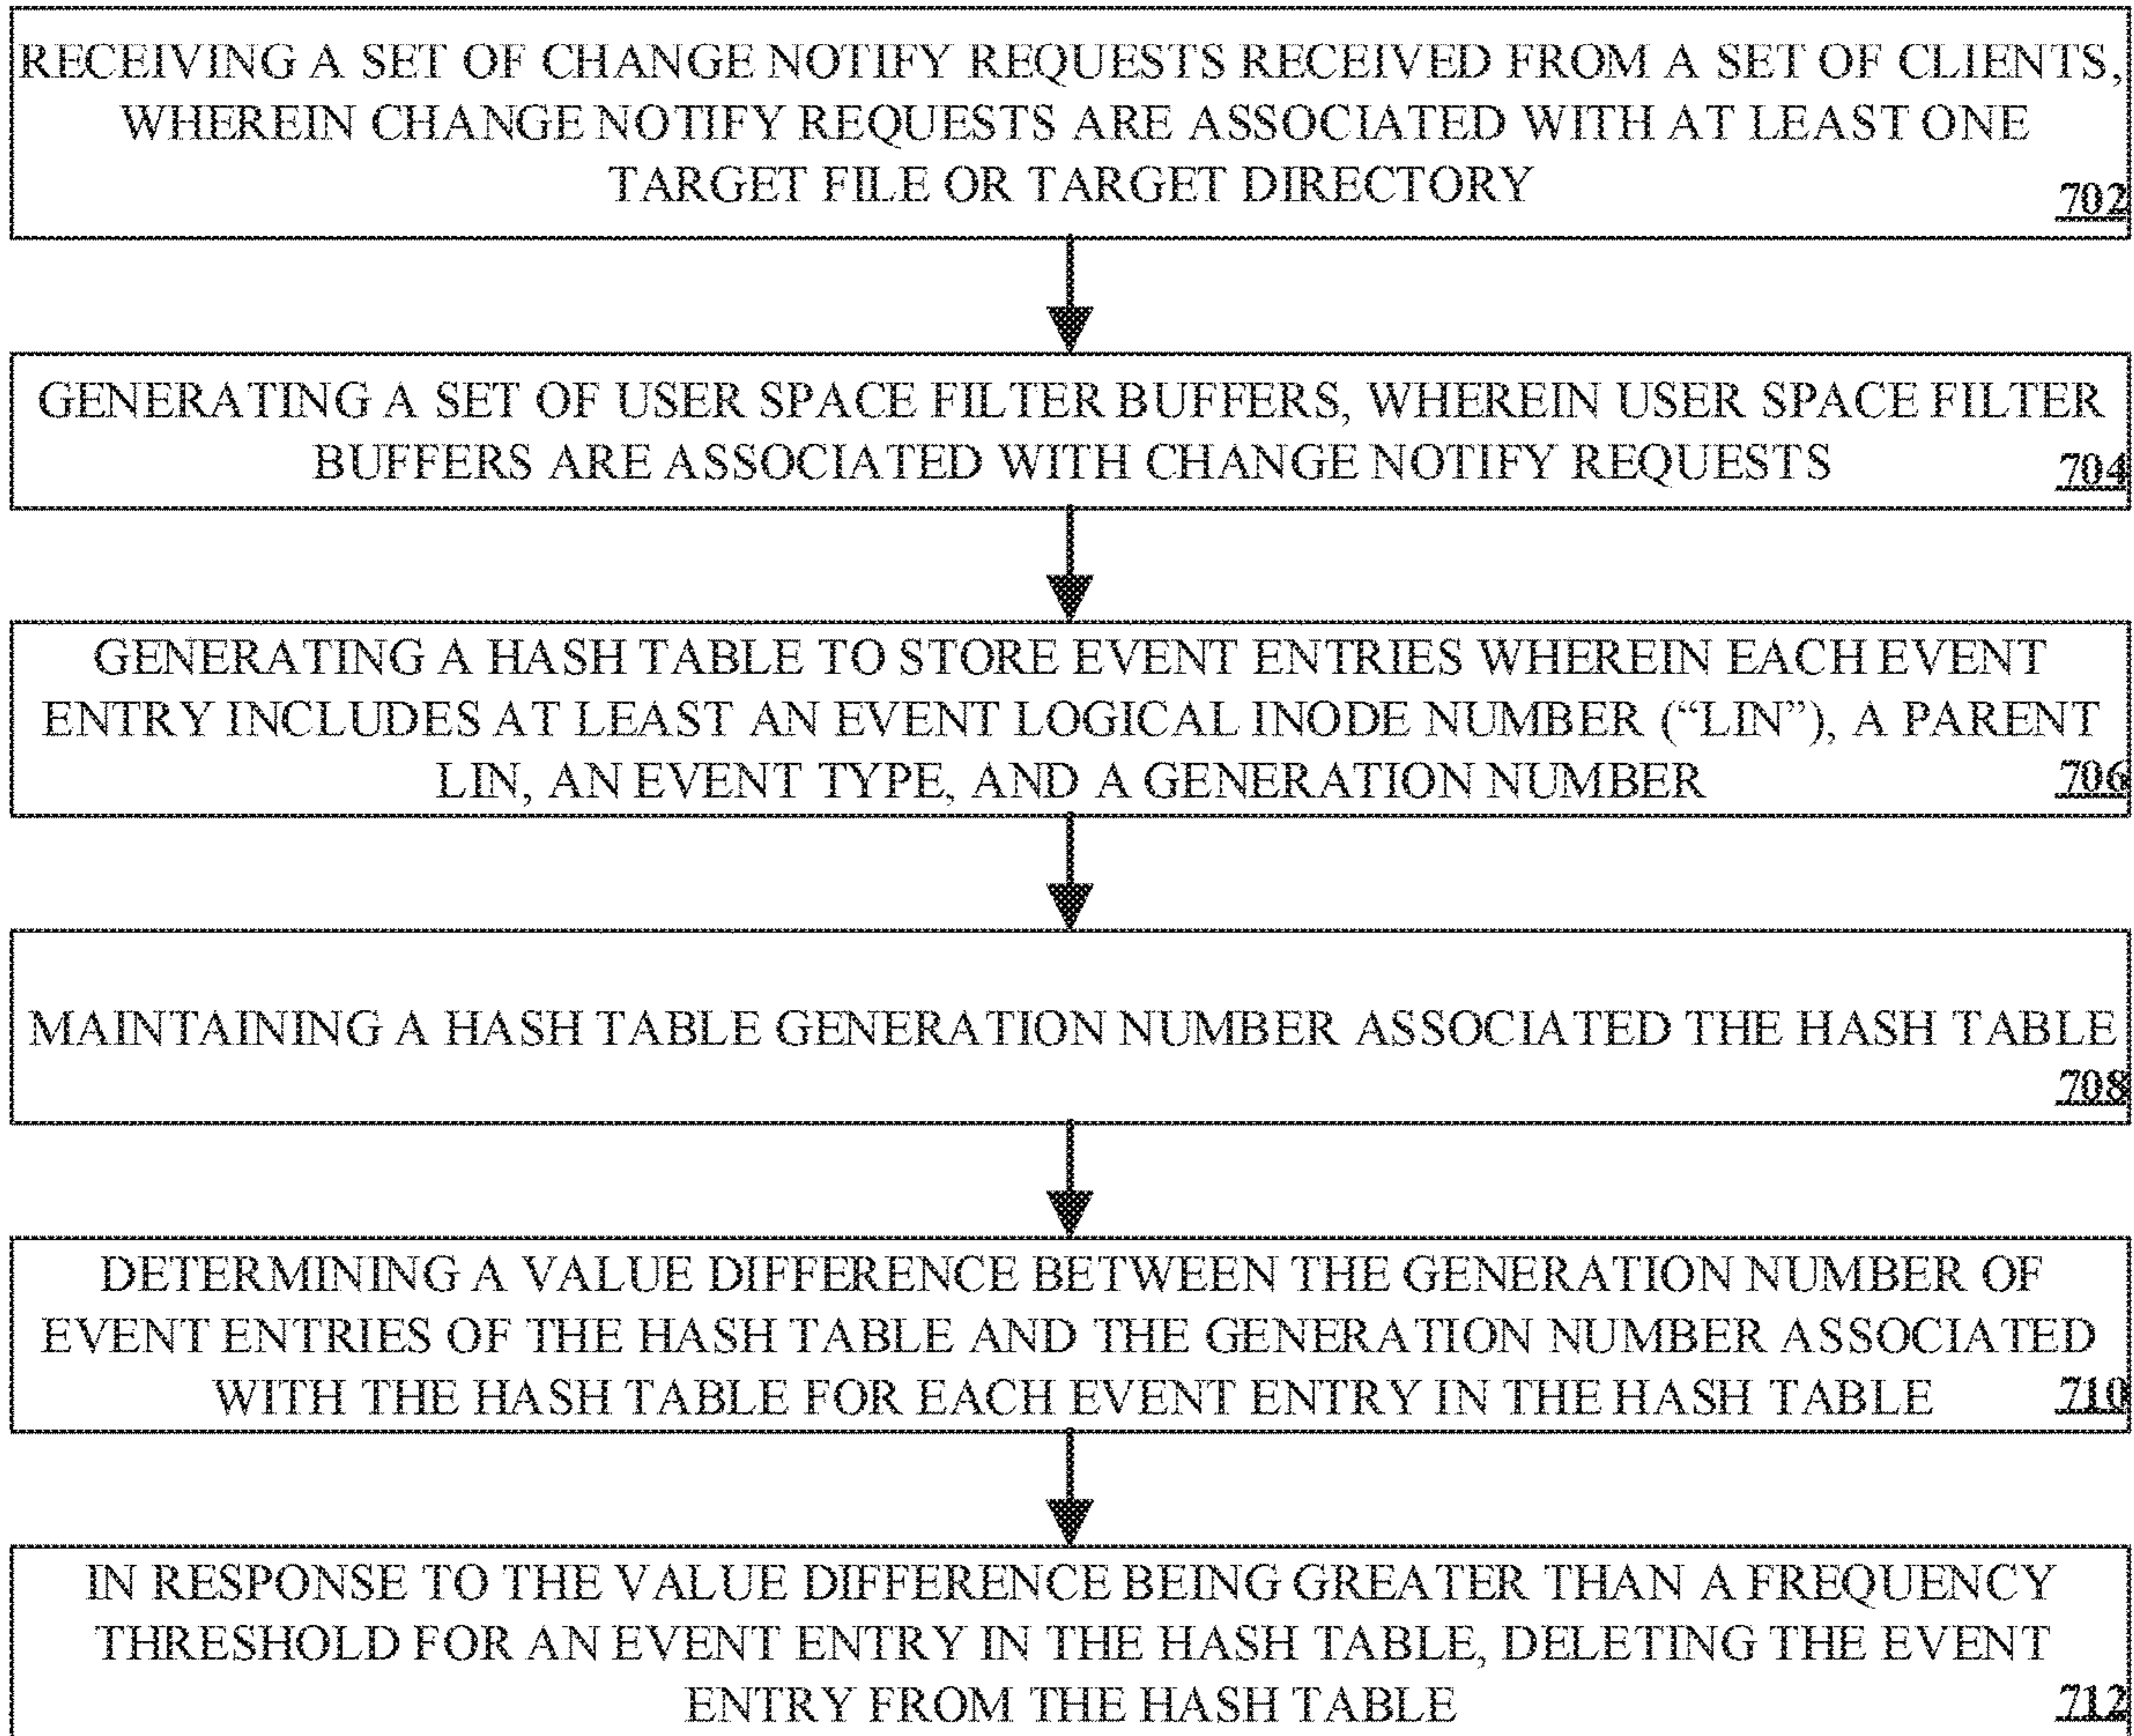 RECEIVING A SET OF CHANGE NOTIFY REQUESTS RECEIVED FROM A SET OF CLIENTS,
WHEREIN CHANGE NOTIFY REQUESTS ARE ASSOCIATED WITH AT LEAST ONE
TARGET FILE OR TARGET DIRECTORY
702
GENERATING A SET OF USER SPACE FILTER BUFFERS, WHEREIN USER SPACE FILTER
BUFFERS ARE ASSOCIATED WITH CHANGE NOTIFY REQUESTS
704
GENERATING A HASH TABLE TO STORE EVENT ENTRIES WHEREIN EACH EVENT
ENTRY INCLUDES AT LEAST AN EVENT LOGICAL INODE NUMBER (“LIN”), A PARENT
LIN, AN EVENT TYPE, AND A GENERATION NUMBER
706
MAINTAINING A HASH TABLE GENERATION NUMBER ASSOCIATED THE HASH TABLE
708
DETERMINING A VALUE DIFFERENCE BETWEEN THE GENERATION NUMBER OF
EVENT ENTRIES OF THE HASH TABLE AND THE GENERATION NUMBER ASSOCIATED
WITH THE HASH TABLE FOR EACH EVENT ENTRY IN THE HASH TABLE
710
IN RESPONSE TO THE VALUE DIFFERENCE BEING GREATER THAN A FREQUENCY
THRESHOLD FOR AN EVENT ENTRY IN THE HASH TABLE, DELETING THE EVENT
ENTRY FROM THE HASH TABLE
712